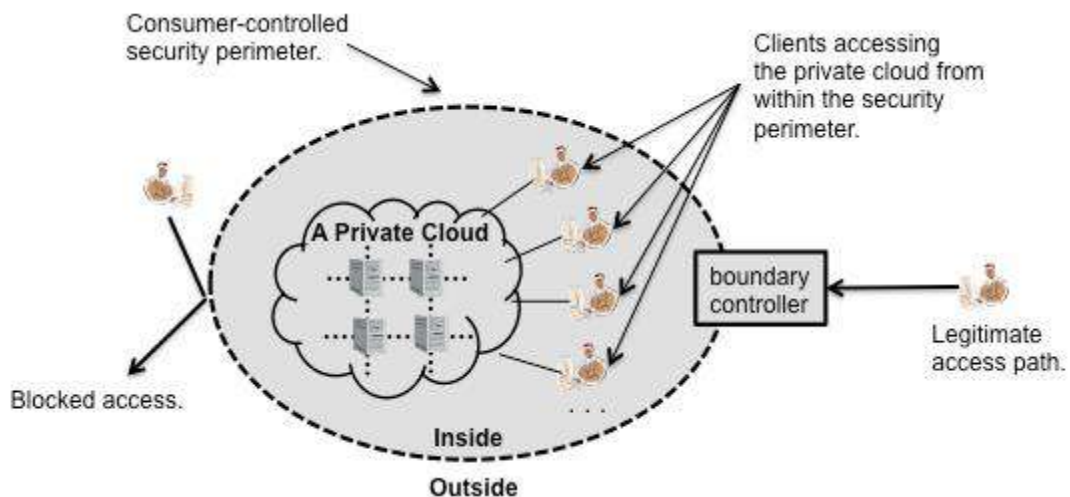 Consumer-controlled
security perimeter.
Clients accessing
the private cloud from
within the security
perimeter.
A Private Cloud
boundary
controller
Legitimate
access path.
Blocked access.
. . .
Inside
Outside